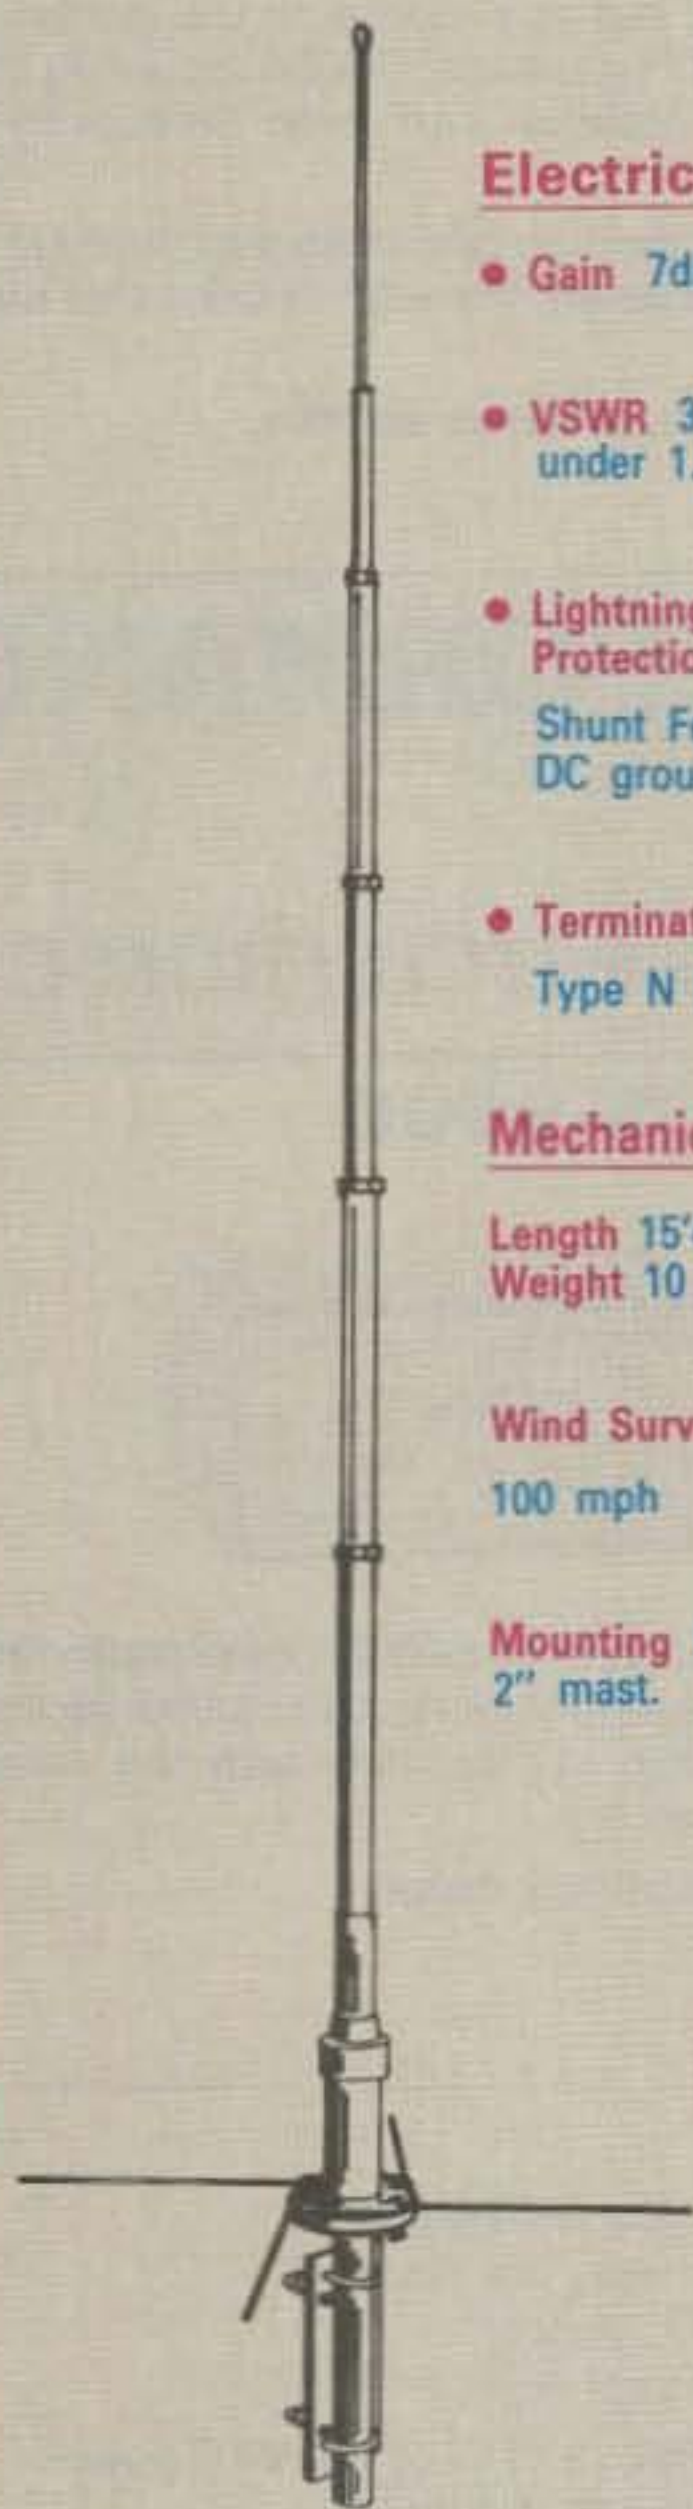 Electric
• Gain 7d
• VSWR 3
under 1.
• Lightning
Protectio
Shunt F
DC grou
• Termina
Type N
Mechani
Length 15'
Weight 10
Wind Surv
100 mph
Mounting
2" mast.